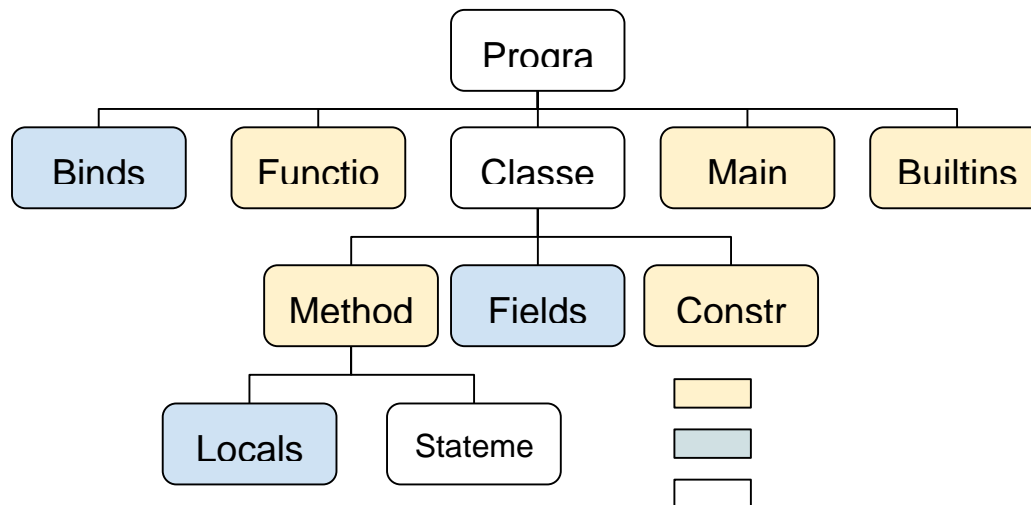 Progra
Binds
Functio
Classe
Main
Builtins
Method
Fields
Constr
Locals
Stateme